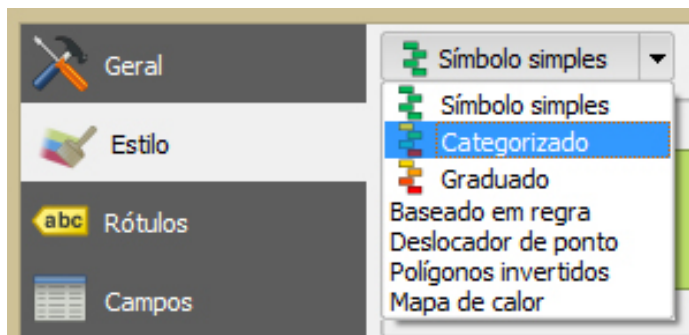 Geral
Estilo
abc Rótulos
Campos
Símbolo simples
Símbolo simples
Categorizado
Graduado
Baseado em regra
Deslocador de ponto
Polígonos invertidos
Mapa de calor